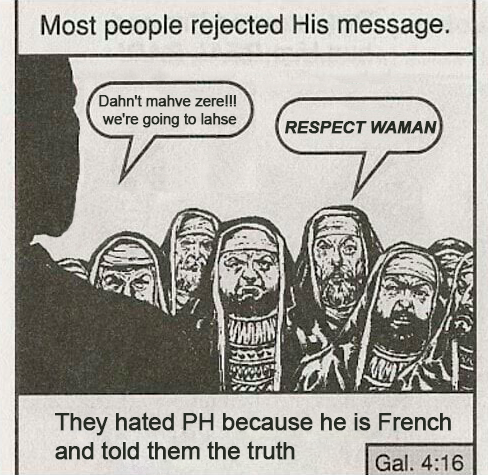 Most people rejected His message.
Dahn't mahve zere!!!
we're going to lahse
RESPECT WAMAN
They hated PH because he is French
and told them the truth
Gal. 4:16